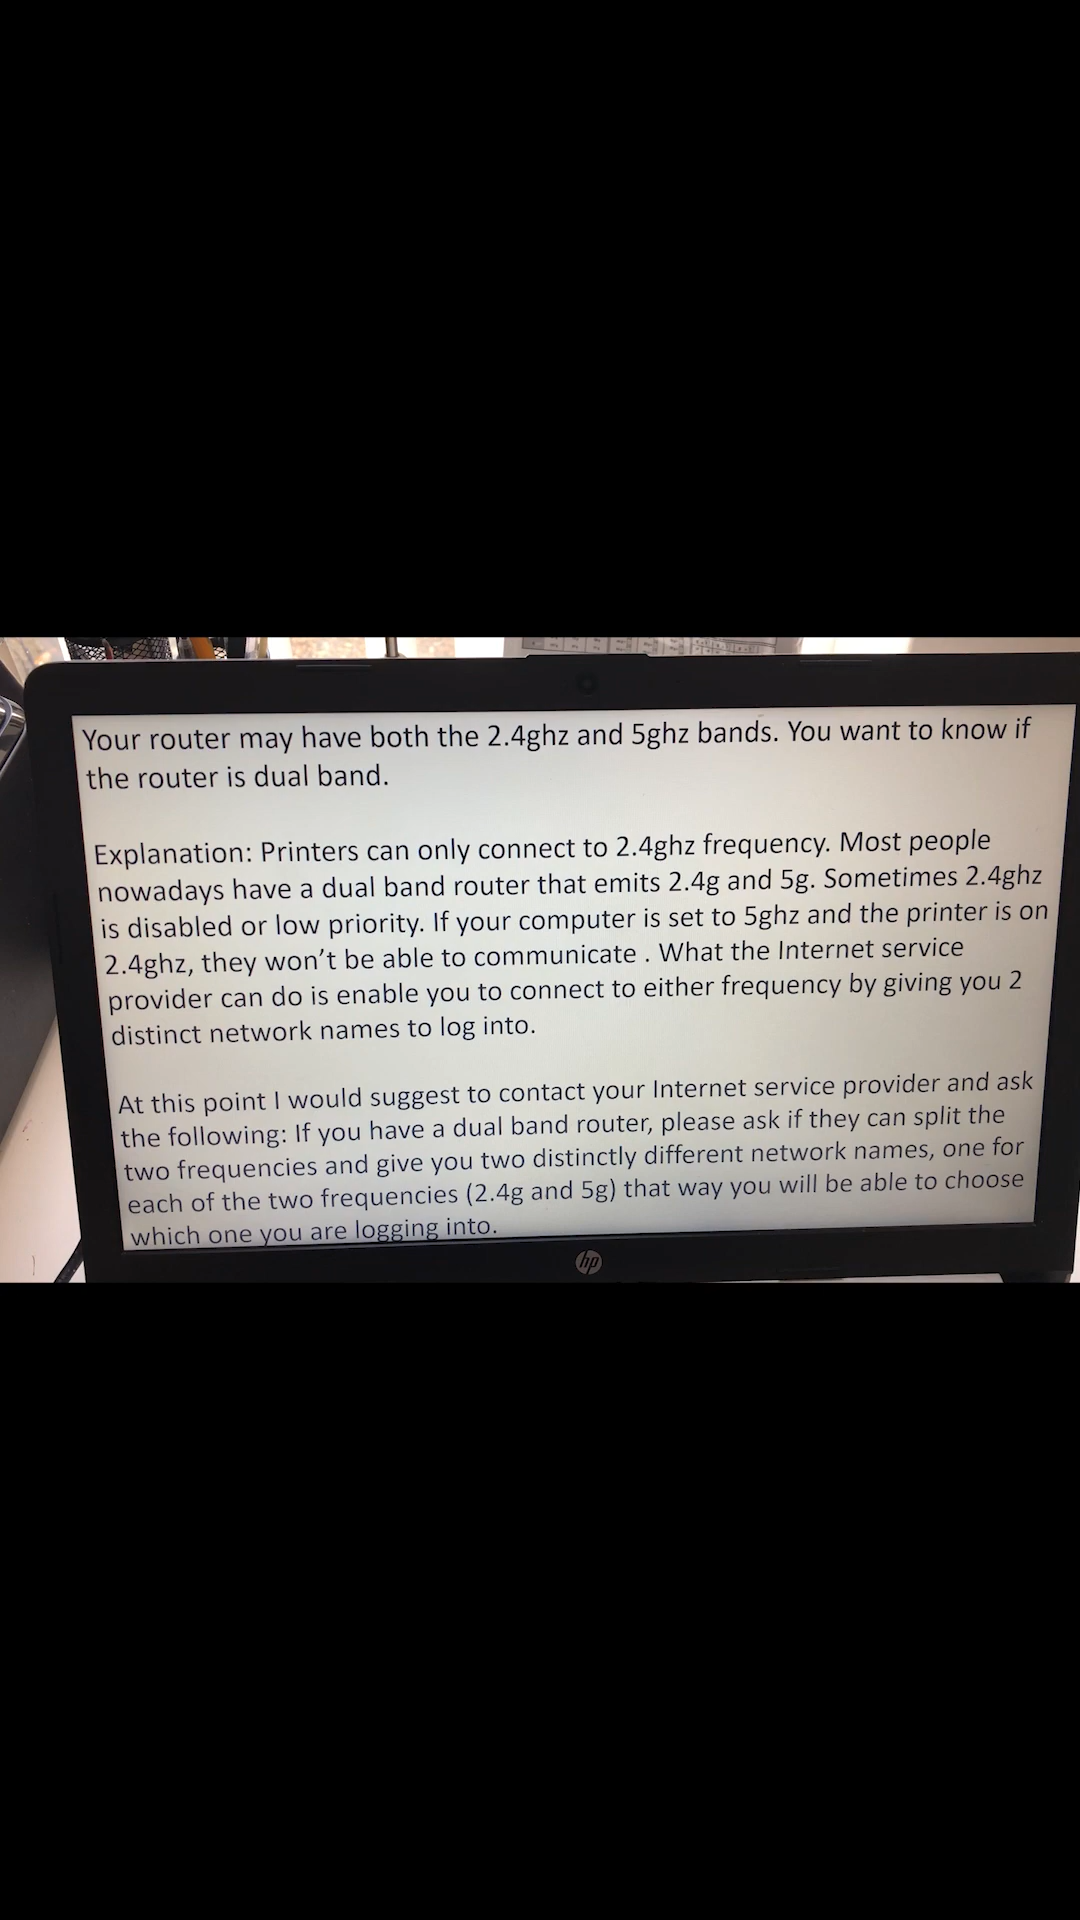 Your router may have both the 2.4ghz and 5ghz bands. You want to know if
the router is dual band.
Explanation: Printers can only connect to 2.4ghz frequency. Most people
nowadays have a dual band router that emits 2.4g and 5g. Sometimes 2.4ghz
is disabled or low priority. If your computer is set to 5ghz and the printer is on
2.4ghz, they won't be able to communicate . What the Internet service
provider can do is enable you to connect to either frequency by giving you 2
distinct network names to log into.
At this point I would suggest to contact your Internet service provider and ask
the following: If you have a dual band router, please ask if they can split the
two frequencies and give you two distinctly different network names, one for
each of the two frequencies (2.4g and 5g) that way you will be able to choose
which one you are logging into.
hp